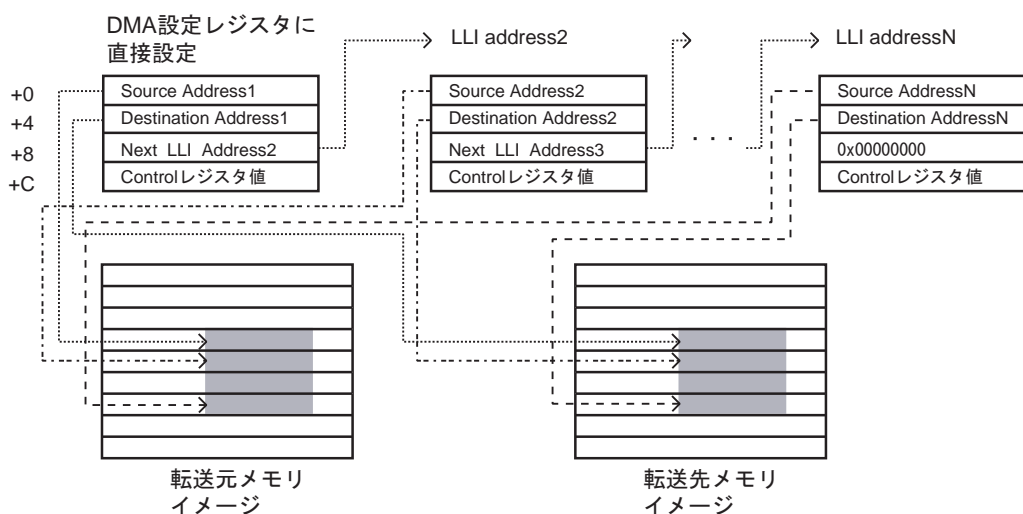 DMA設定レジスタに
直接設定
LLI address2
LLI addressN
+0
+4
+8
+C
Source Address1
Destination Address1
Next LLI Address2
Controlレジスタ値
Source Address2
Destination Address2
Next LLI Address3
Controlレジスタ値
・・・
Source AddressN
Destination AddressN
0x00000000
Controlレジスタ値
転送元メモリ
イメージ
転送先メモリ
イメージ